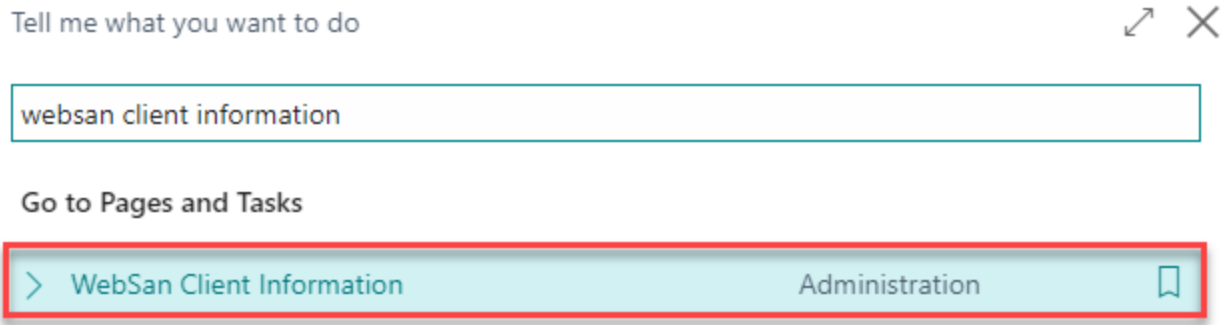 Tell me what you want to do
websan client information
Go to Pages and Tasks
WebSan Client Information Administration